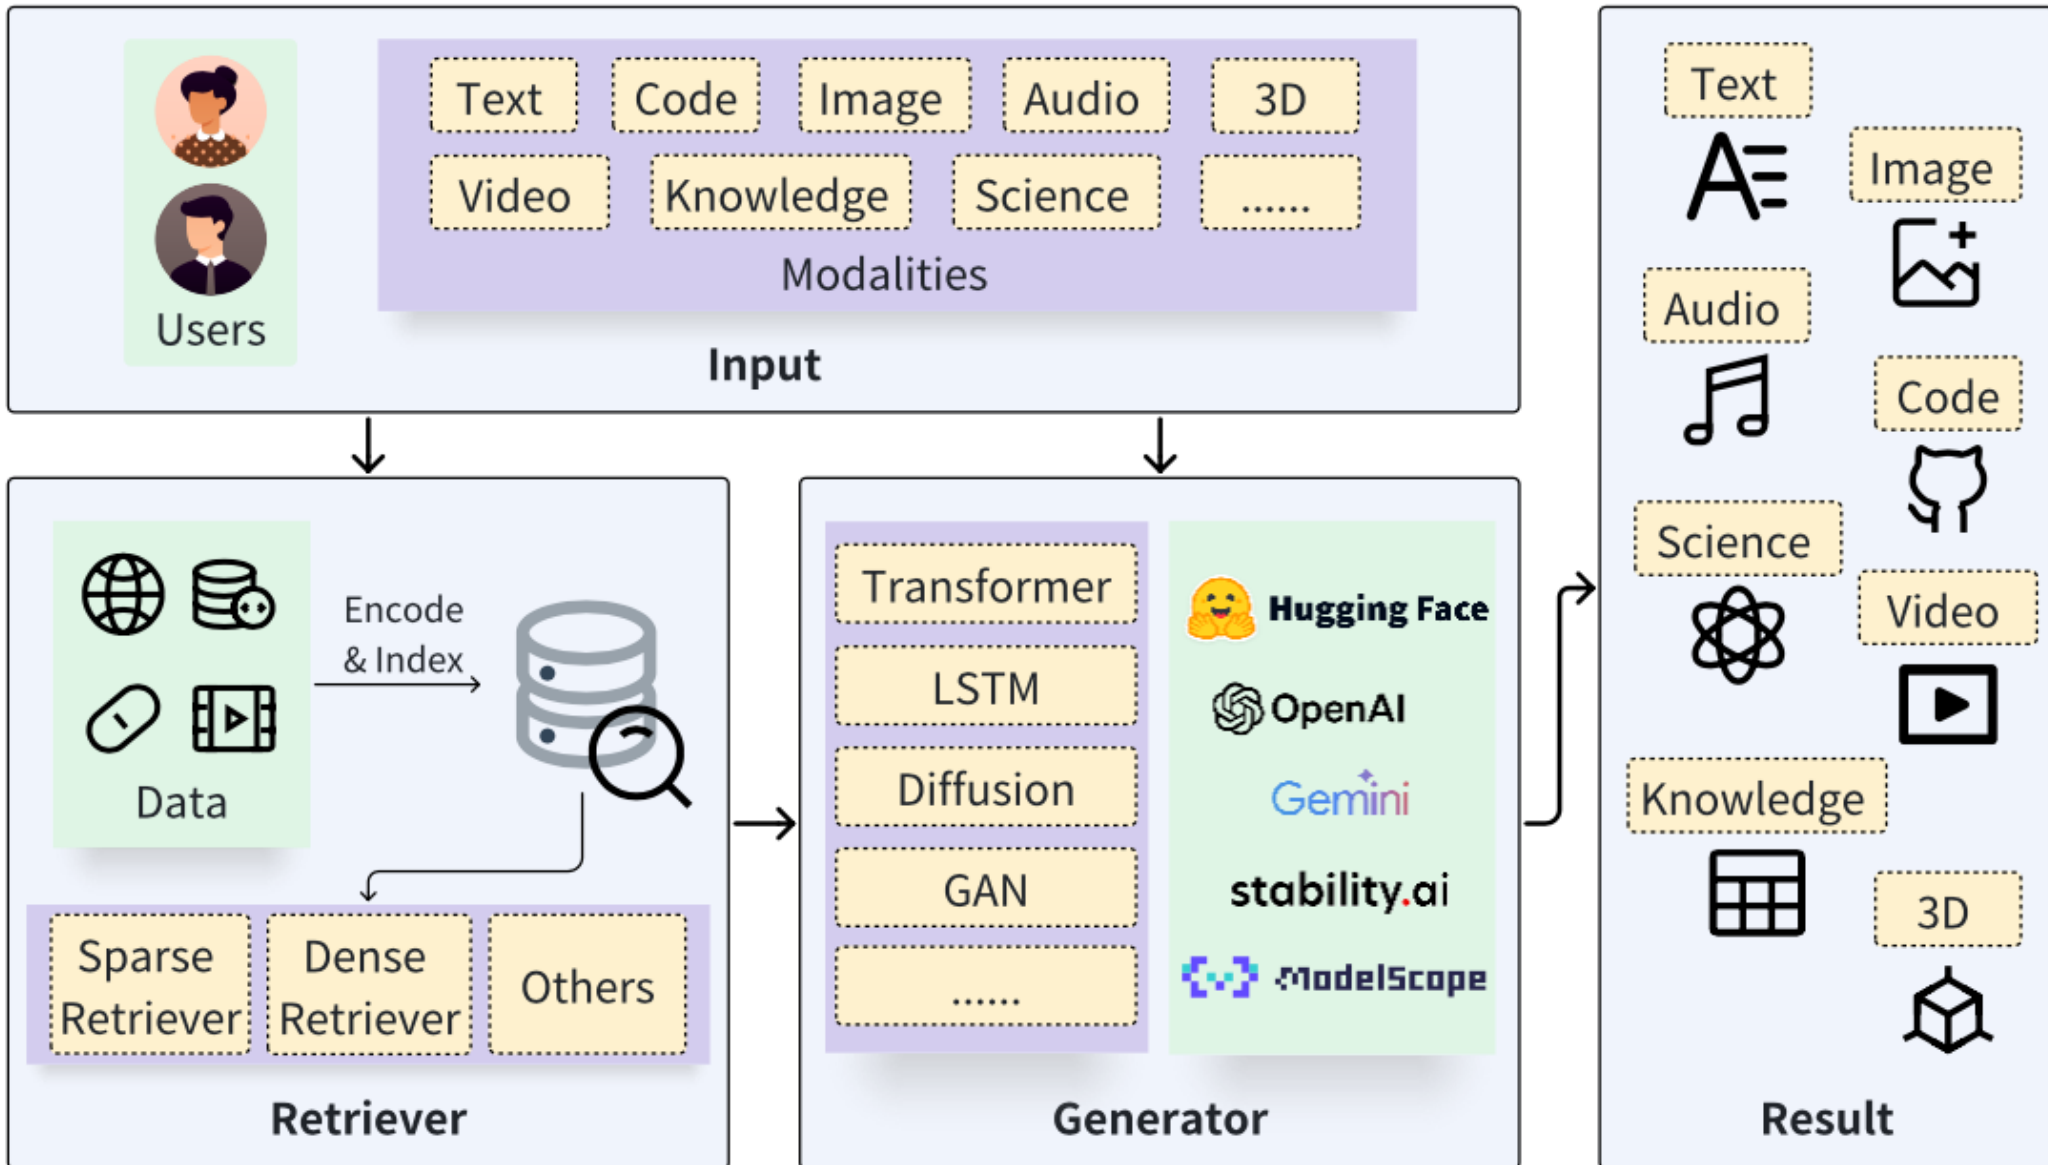 Users
Text
Code
Image
Audio
3D
Video
Knowledge
Science
......
Modalities
Input
Data
Encode
& Index
Sparse
Retriever
Dense
Retriever
Others
Retriever
Transformer
LSTM
Diffusion
GAN
......
Hugging Face
OpenAI
Gemini
stability.ai
ModelScope
Generator
Text
Image
Audio
Code
Science
Video
Knowledge
3D
Result